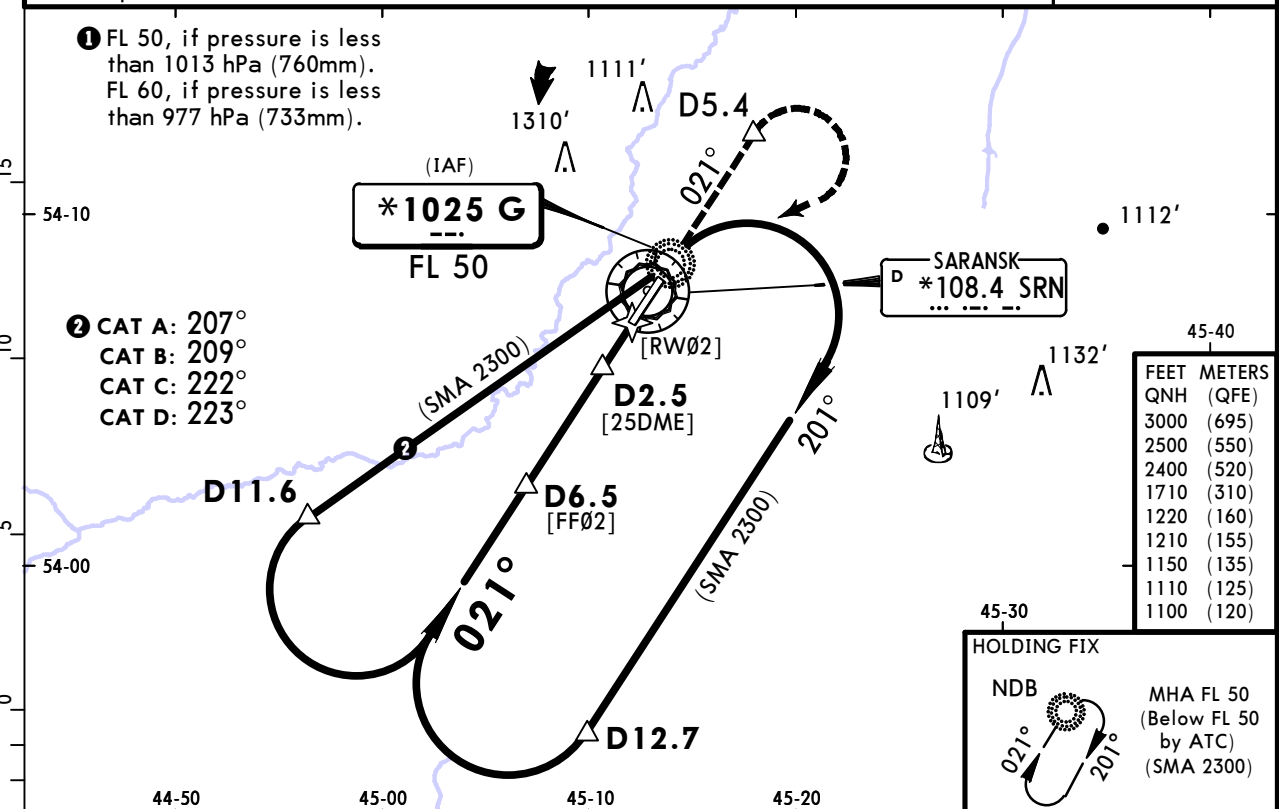 ❶ FL 50, if pressure is less
than 1013 hPa (760mm).
FL 60, if pressure is less
than 977 hPa (733mm).
1111'
1310'
D5.4
021°
(IAF)
*1025 G
FL 50
15
54-10
1112'
SARANSK
D *108.4 SRN
❷ CAT A: 207°
CAT B: 209°
CAT C: 222°
CAT D: 223°
(SMA 2300)
❷
[RWØ2]
D2.5
[25DME]
201°
1132'
1109'
45-40
10
FEET METERS
QNH (QFE)
3000 (695)
2500 (550)
2400 (520)
1710 (310)
1220 (160)
1210 (155)
1150 (135)
1110 (125)
1100 (120)
D11.6
D6.5
[FFØ2]
(SMA 2300)
5
54-00
021°
45-30
HOLDING FIX
NDB
MHA FL 50
(Below FL 50
by ATC)
(SMA 2300)
021°
201°
0
D12.7
44-50
45-00
45-10
45-20